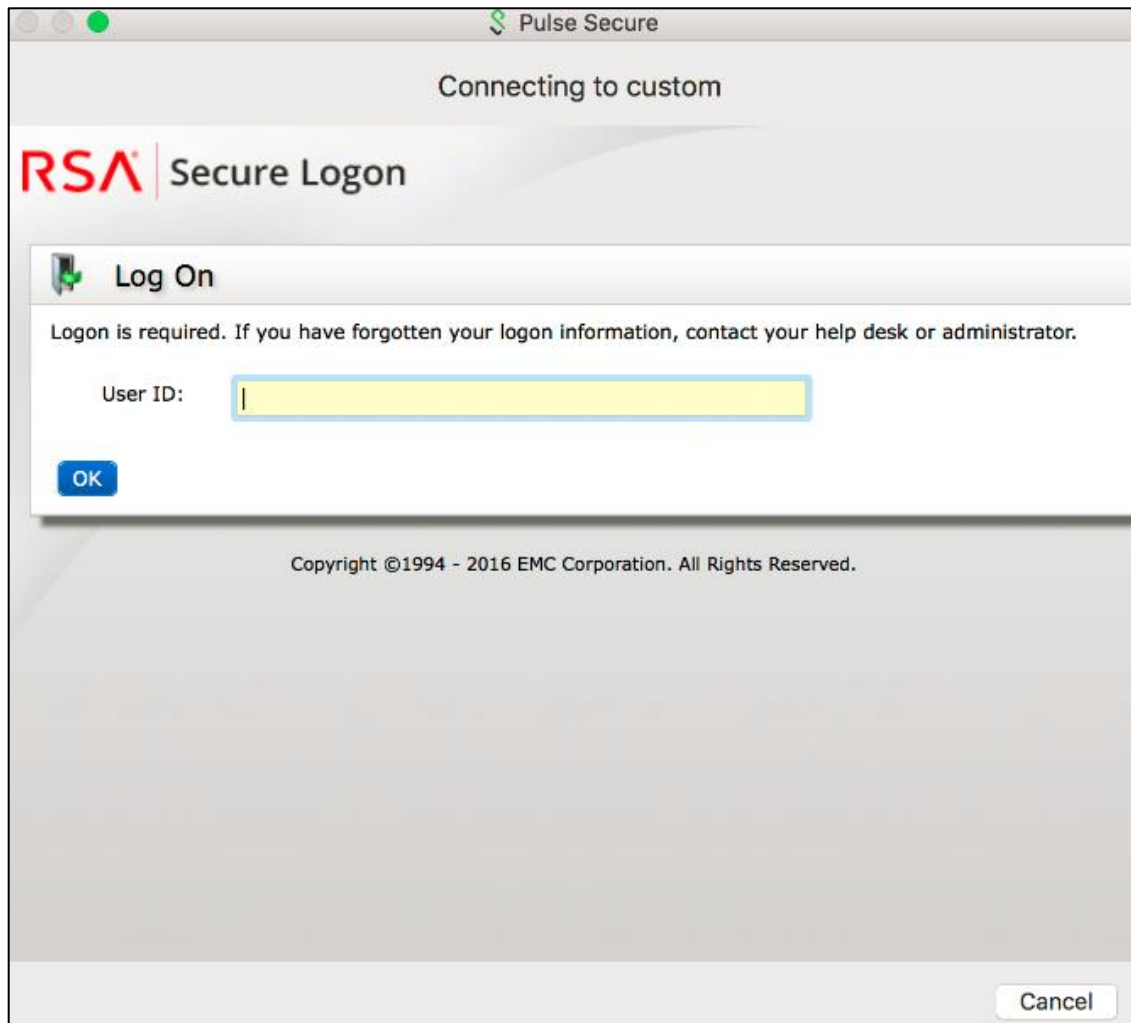 Pulse Secure
Connecting to custom
RSA Secure Logon
Log On
Logon is required. If you have forgotten your logon information, contact your help desk or administrator.
User ID:
OK
Copyright ©1994 - 2016 EMC Corporation. All Rights Reserved.
Cancel